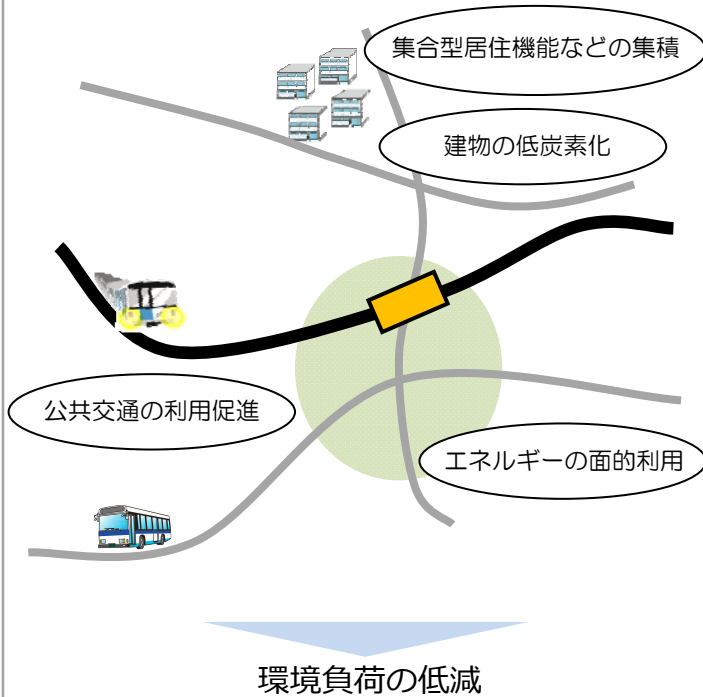 集合型居住機能などの集積
建物の低炭素化
公共交通の利用促進
エネルギーの面的利用
環境負荷の低減